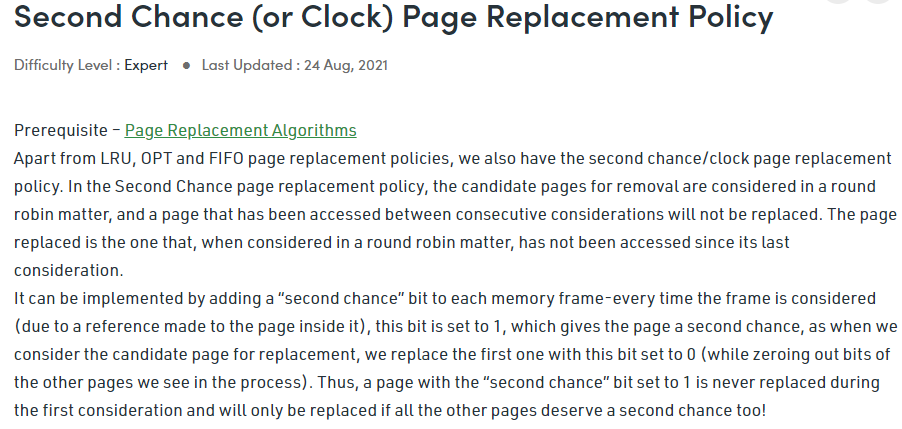 Second Chance (or Clock) Page Replacement Policy
Difficulty Level : Expert ● Last Updated : 24 Aug, 2021
Prerequisite – Page Replacement Algorithms
Apart from LRU, OPT and FIFO page replacement policies, we also have the second chance/clock page replacement
policy. In the Second Chance page replacement policy, the candidate pages for removal are considered in a round
robin matter, and a page that has been accessed between consecutive considerations will not be replaced. The page
replaced is the one that, when considered in a round robin matter, has not been accessed since its last
consideration.
It can be implemented by adding a “second chance” bit to each memory frame-every time the frame is considered
(due to a reference made to the page inside it), this bit is set to 1, which gives the page a second chance, as when we
consider the candidate page for replacement, we replace the first one with this bit set to 0 (while zeroing out bits of
the other pages we see in the process). Thus, a page with the “second chance” bit set to 1 is never replaced during
the first consideration and will only be replaced if all the other pages deserve a second chance too!